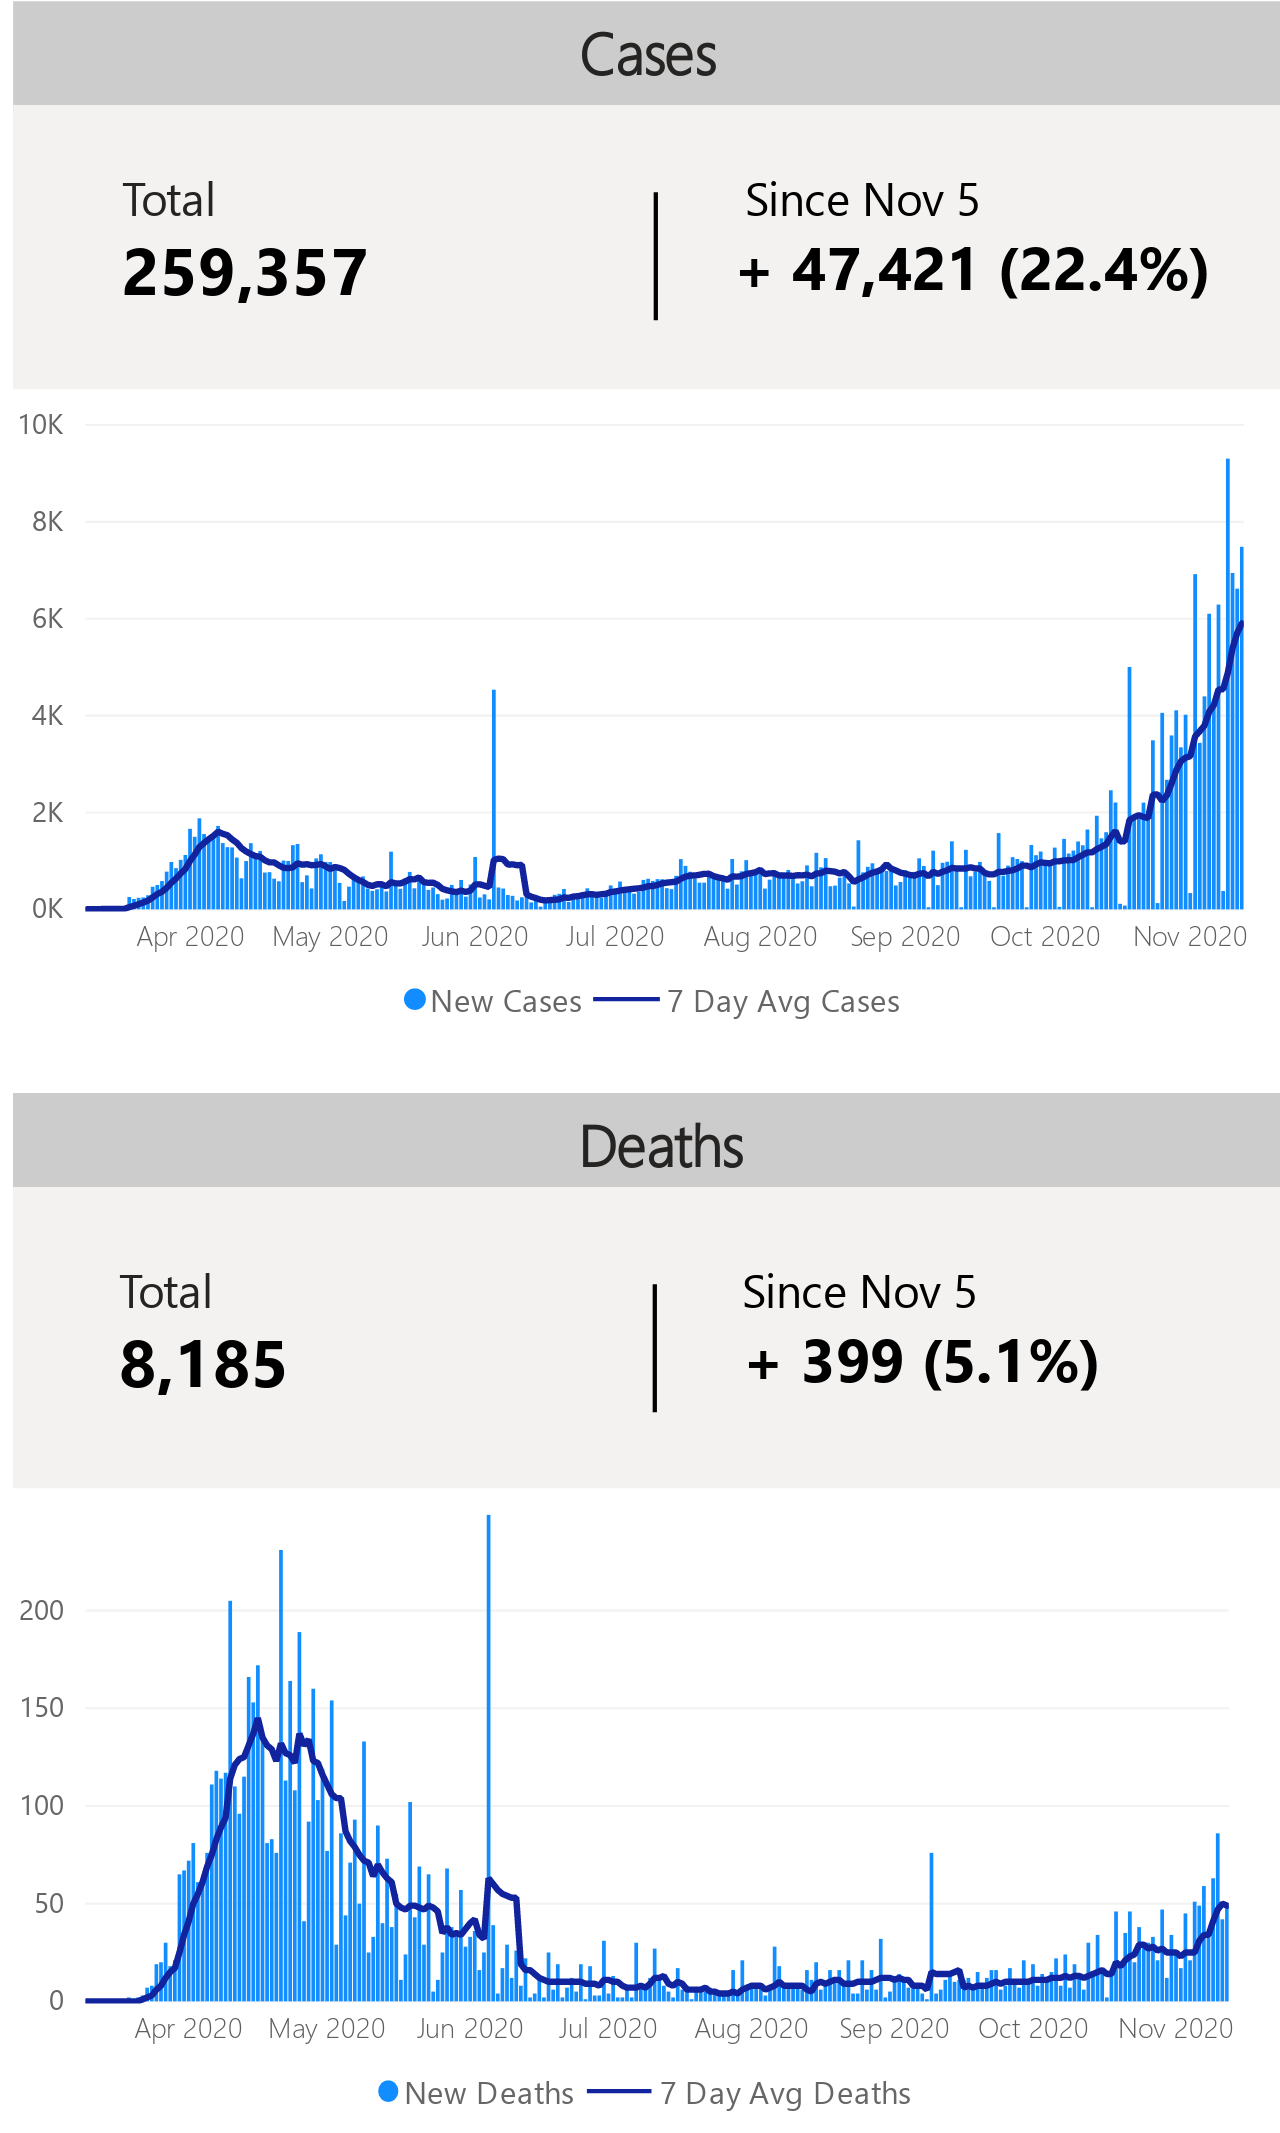 Cases
Total
Since Nov 5
259,357
+ 47,421 (22.4%)
10K
8K
6K
4K
2K
0K
Apr 2020 May 2020 Jun 2020 Jul 2020 Aug 2020 Sep 2020 Oct 2020 Nov 2020
New Cases 7 Day Avg Cases
Deaths
Total
Since Nov 5
8,185
+ 399 (5.1%)
200
150
100
50
0
Apr 2020 May 2020 Jun 2020 Jul 2020 Aug 2020 Sep 2020 Oct 2020 Nov 2020
New Deaths 7 Day Avg Deaths